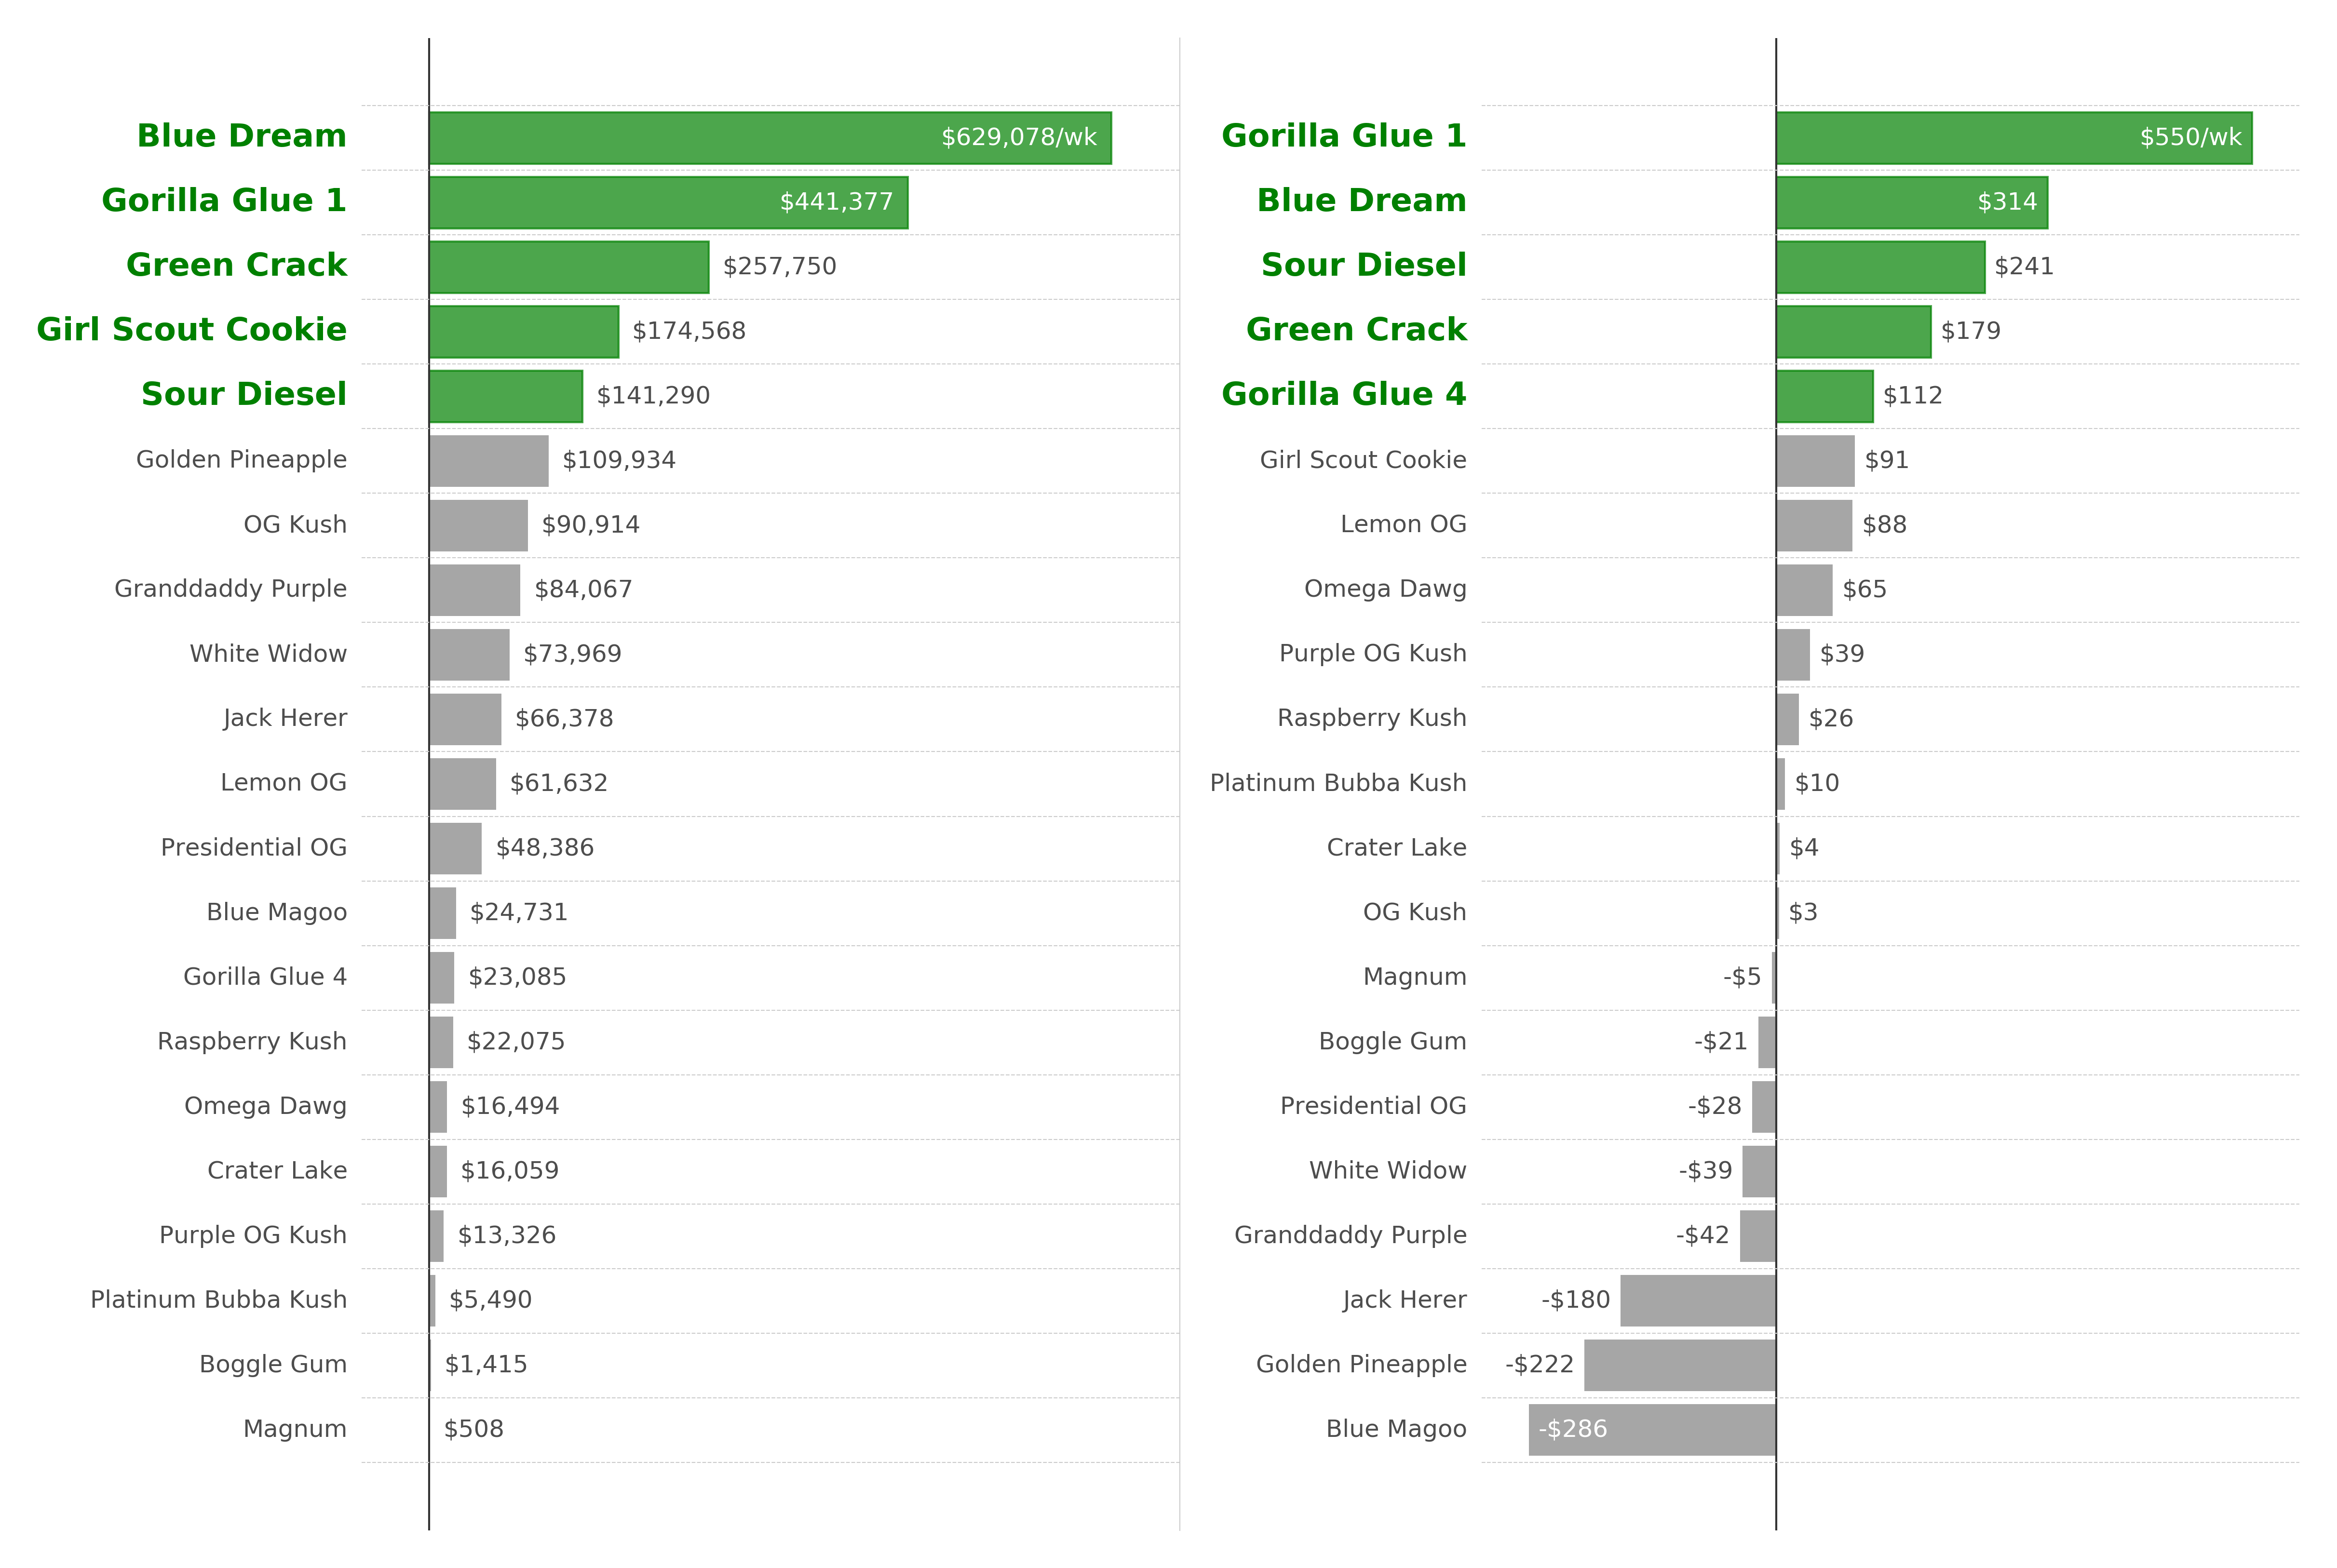 Blue Dream $629,078/wk
Gorilla Glue 1 $441,377
Green Crack $257,750
Girl Scout Cookie $174,568
Sour Diesel $141,290
Golden Pineapple $109,934
OG Kush $90,914
Granddaddy Purple $84,067
White Widow $73,969
Jack Herer $66,378
Lemon OG $61,632
Presidential OG $48,386
Blue Magoo $24,731
Gorilla Glue 4 $23,085
Raspberry Kush $22,075
Omega Dawg $16,494
Crater Lake $16,059
Purple OG Kush $13,326
Platinum Bubba Kush $5,490
Boggle Gum $1,415
Magnum $508
Gorilla Glue 1 $550/wk
Blue Dream $314
Sour Diesel $241
Green Crack $179
Gorilla Glue 4 $112
Girl Scout Cookie $91
Lemon OG $88
Omega Dawg $65
Purple OG Kush $39
Raspberry Kush $26
Platinum Bubba Kush $10
Crater Lake $4
OG Kush $3
Magnum -$5
Boggle Gum -$21
Presidential OG -$28
White Widow -$39
Granddaddy Purple -$42
Jack Herer -$180
Golden Pineapple -$222
Blue Magoo -$286